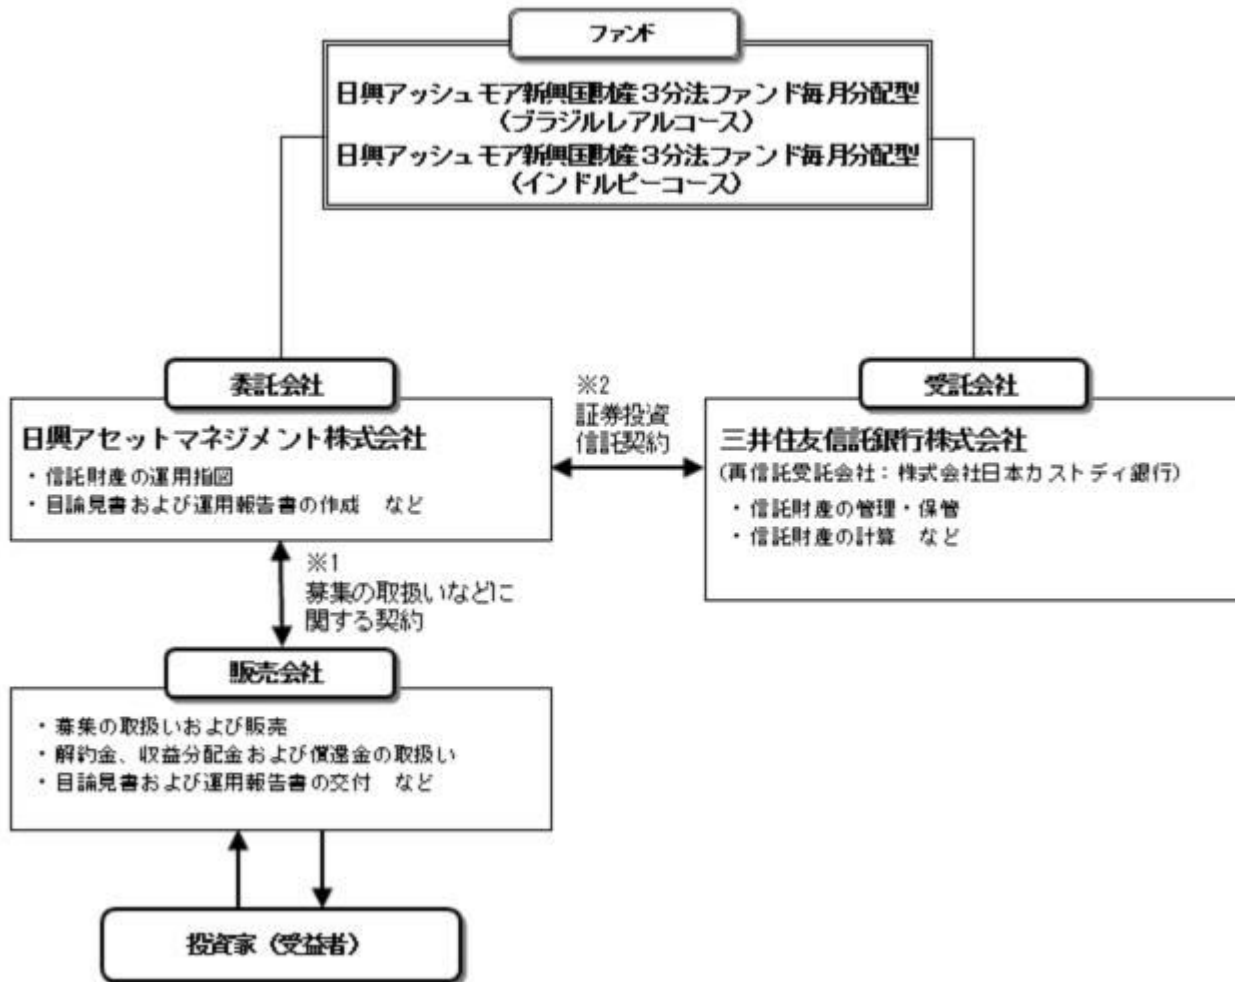 ファンド
日興アッシュモア新興国財産3分法ファンド毎月分配型
(ブラジルレアルコース)
日興アッシュモア新興国財産3分法ファンド毎月分配型
(インドルピーコース)
委託会社
日興アセットマネジメント株式会社
・信託財産の運用指図
・目論見書および運用報告書の作成 など
※2
証券投資
信託契約
受託会社
三井住友信託銀行株式会社
(再信託受託会社：株式会社日本カストディ銀行)
・信託財産の管理・保管
・信託財産の計算 など
※1
募集の取扱いなどに
関する契約
販売会社
・募集の取扱いおよび販売
・解約金、収益分配金および償還金の取扱い
・目論見書および運用報告書の交付 など
投資家（受益者）